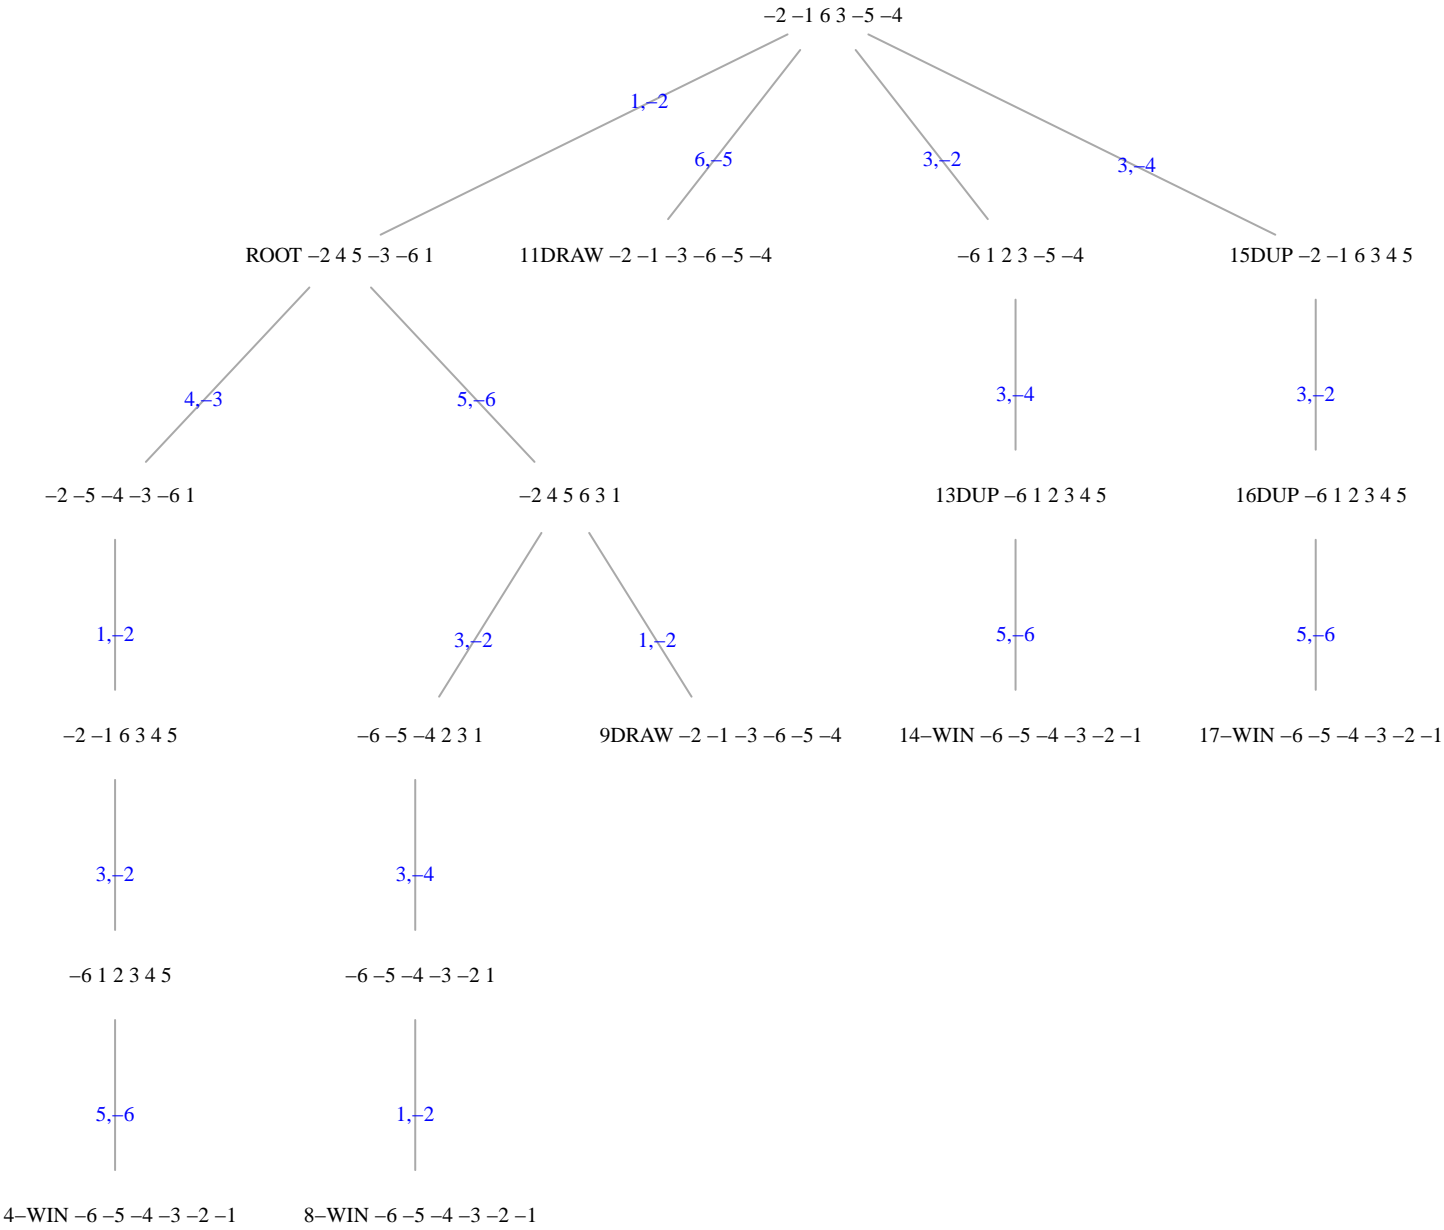 –2 –1 6 3 –5 –4
1,–2
6,–5
3,–2
3,–4
ROOT –2 4 5 –3 –6 1
11DRAW –2 –1 –3 –6 –5 –4
–6 1 2 3 –5 –4
15DUP –2 –1 6 3 4 5
4,–3
5,–6
3,–4
3,–2
–2 –5 –4 –3 –6 1
–2 4 5 6 3 1
13DUP –6 1 2 3 4 5
16DUP –6 1 2 3 4 5
1,–2
3,–2
1,–2
5,–6
5,–6
–2 –1 6 3 4 5
–6 –5 –4 2 3 1
9DRAW –2 –1 –3 –6 –5 –4
14–WIN –6 –5 –4 –3 –2 –1
17–WIN –6 –5 –4 –3 –2 –1
3,–2
3,–4
–6 1 2 3 4 5
–6 –5 –4 –3 –2 1
5,–6
1,–2
4–WIN –6 –5 –4 –3 –2 –1
8–WIN –6 –5 –4 –3 –2 –1